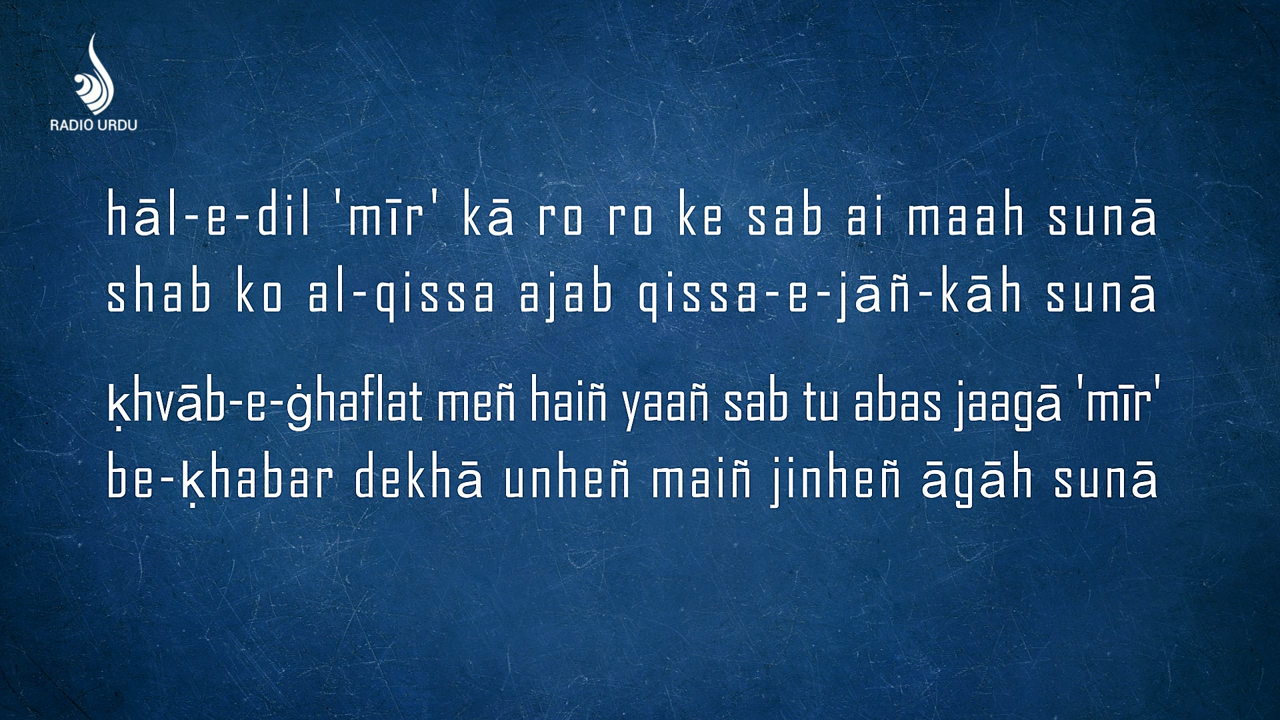 RADIO URDU
hāl-e-dil 'mīr' kā ro ro ke sab ai maah sunā
shab ko al-qissa ajab qissa-e-jāñ-kāh sunā
ḳhvāb-e-ġhaflat meñ haiñ yaañ sab tu abas jaagā 'mīr'
be-ḳhabar dekhā unheñ maiñ jinheñ āgāh sunā